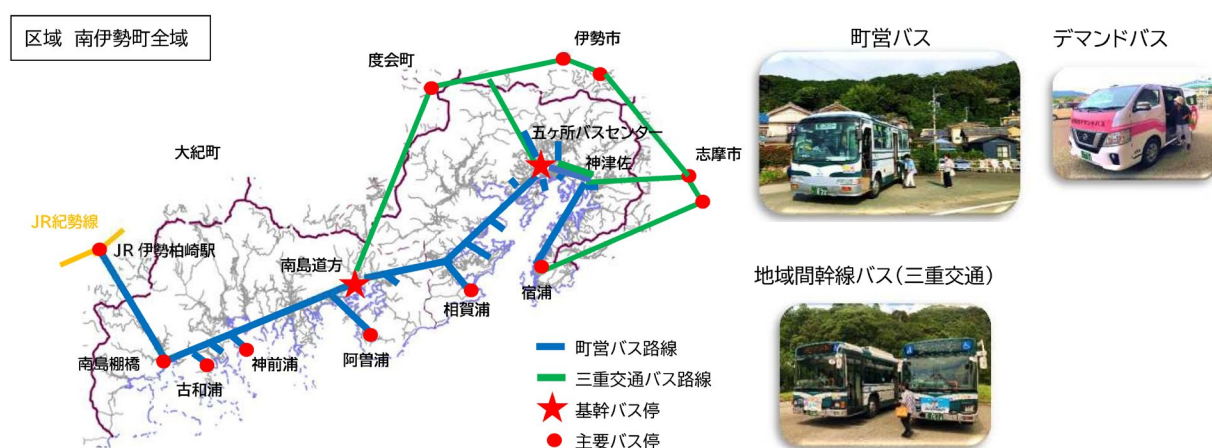 区域 南伊勢町全域
伊勢市
度会町
五ヶ所バスセンター
神津佐
志摩市
大紀町
JR紀勢線
JR 伊勢柏崎駅
南島道方
宿浦
相賀浦
阿曽浦
神前浦
古和浦
南島棚橋
町営バス路線
三重交通バス路線
基幹バス停
主要バス停
町営バス
デマンドバス
地域間幹線バス(三重交通)